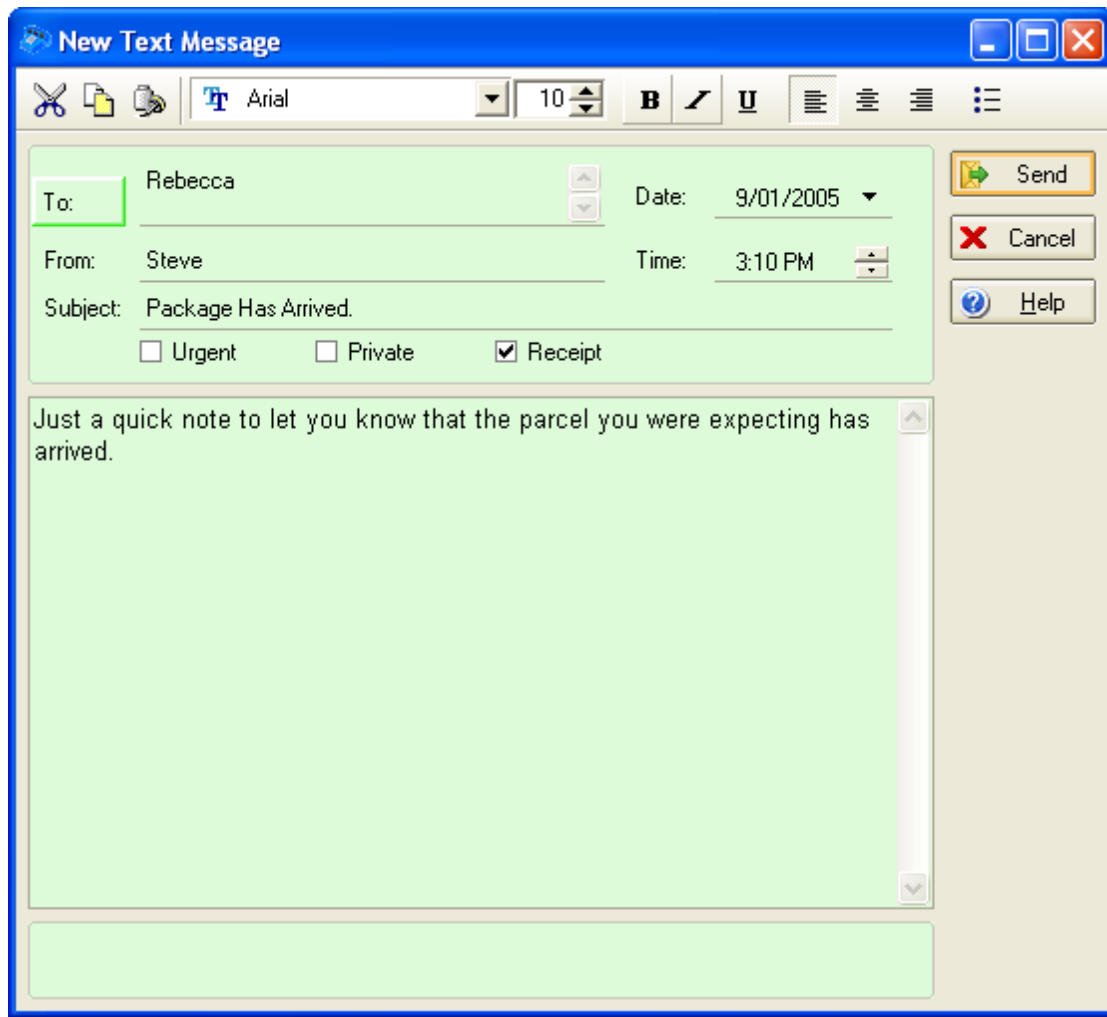 New Text Message
Arial 10 B I U
To: Rebecca Date: 9/01/2005
From: Steve Time: 3:10 PM
Subject: Package Has Arrived.
Urgent Private Receipt
Send
Cancel
Help
Just a quick note to let you know that the parcel you were expecting has
arrived.